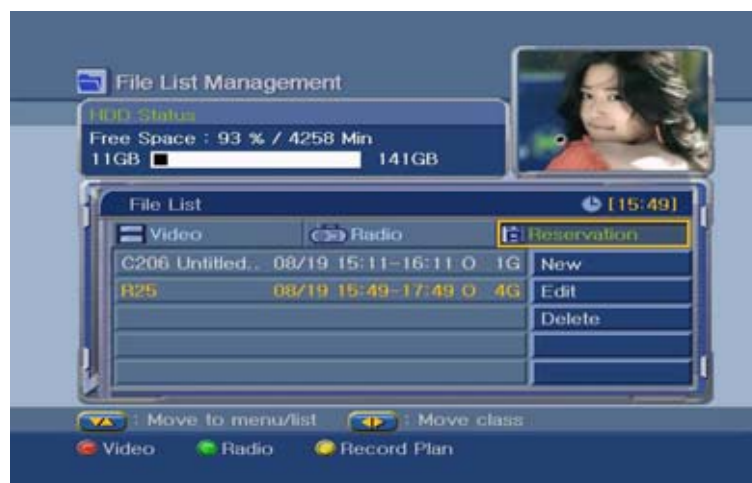 File List Management
HDD Status
Free Space : 93 % / 4258 Min
11GB 141GB
File List [15:49]
Video Radio Reservation
C206 Untitled.. 08/19 15:11-16:11 O 1G New
R25 08/19 15:49-17:49 O 4G Edit
Delete
: Move to menu/list : Move class
Video Radio Record Plan